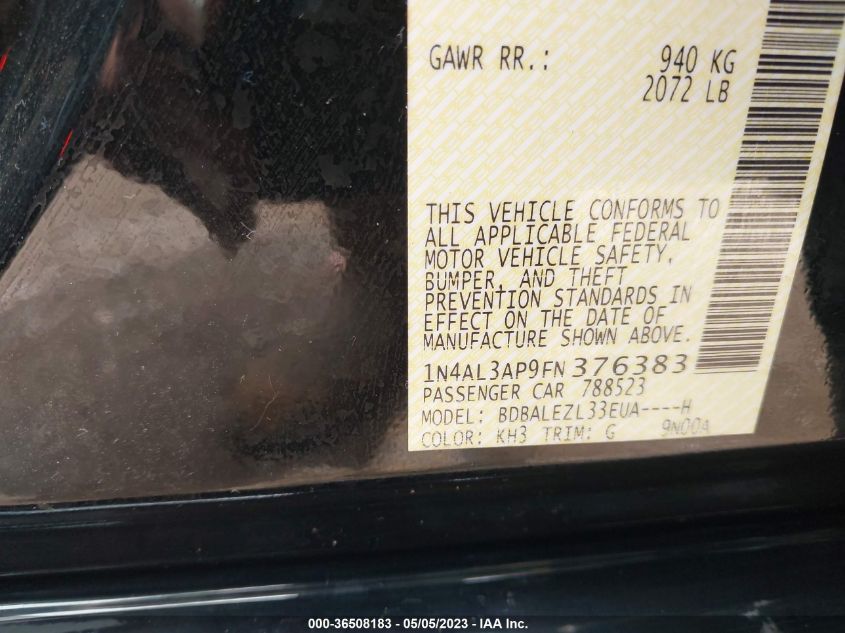 GAWR RR.: 940 KG
2072 LB
THIS VEHICLE CONFORMS TO
ALL APPLICABLE FEDERAL
MOTOR VEHICLE SAFETY,
BUMPER, AND THEFT
PREVENTION STANDARDS IN
EFFECT ON THE DATE OF
MANUFACTURE SHOWN ABOVE.
1N4AL3AP9FN 376383
PASSENGER CAR 788523
MODEL: BDBALEZL33EUA----H
COLOR: KH3 TRIM: G 9N00A
000-36508183 - 05/05/2023 - IAA Inc.